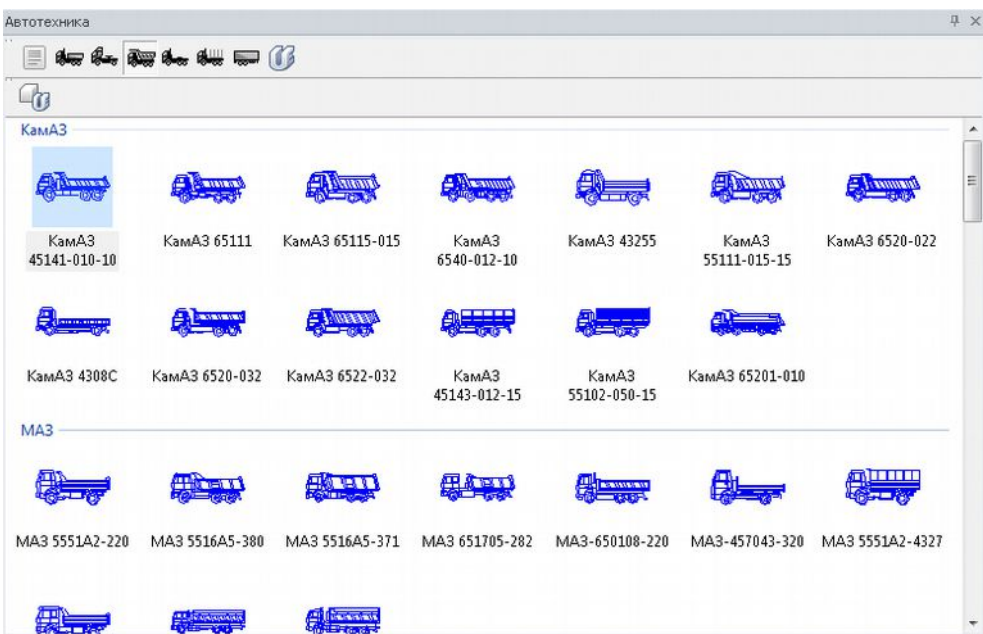 Автотехника
КамАЗ
КамАЗ 45141-010-10
КамАЗ 65111
КамАЗ 65115-015
КамАЗ 6540-012-10
КамАЗ 43255
КамАЗ 55111-015-15
КамАЗ 6520-022
КамАЗ 4308С
КамАЗ 6520-032
КамАЗ 6522-032
КамАЗ 45143-012-15
КамАЗ 55102-050-15
КамАЗ 65201-010
МАЗ
МАЗ 5551А2-220
МАЗ 5516А5-380
МАЗ 5516А5-371
МАЗ 651705-282
МАЗ-650108-220
МАЗ-457043-320
МАЗ 5551А2-4327